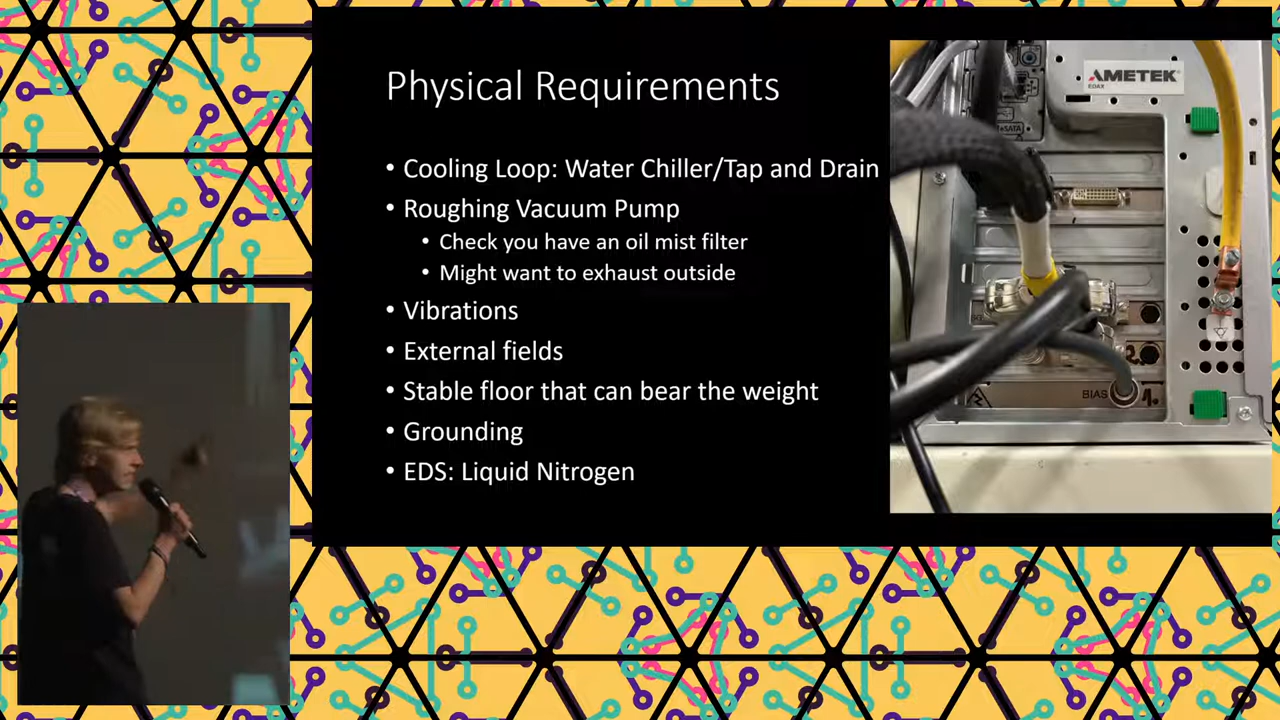 Physical Requirements
• Cooling Loop: Water Chiller/Tap and Drain
• Roughing Vacuum Pump
• Check you have an oil mist filter
• Might want to exhaust outside
• Vibrations
• External fields
• Stable floor that can bear the weight
• Grounding
• EDS: Liquid Nitrogen
AMETEK
EDAX
eSATA
BIAS